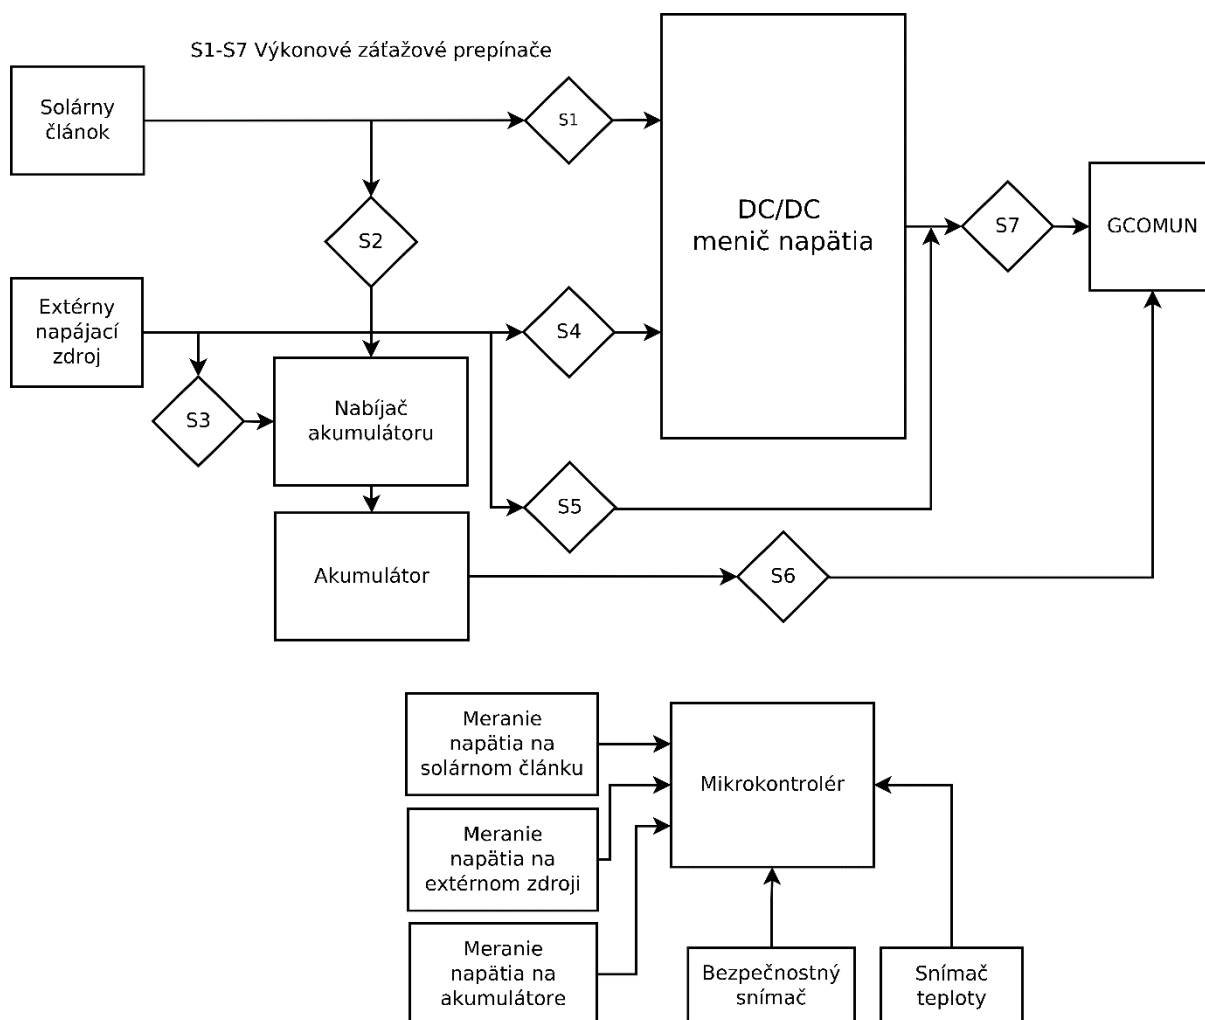 S1-S7 Výkonové záťažové prepínače
Solárny
článok
S1
S2
DC/DC
menič napätia
S7
GCOMUN
Extérny
napájací
zdroj
S4
S3
Nabíjač
akumulátoru
S5
Akumulátor
S6
Meranie
napätia na
solárnom článku
Mikrokontrolér
Meranie
napätia na
extérnom zdroji
Meranie
napätia na
akumulátore
Bezpečnostný
snímač
Snímač
teploty